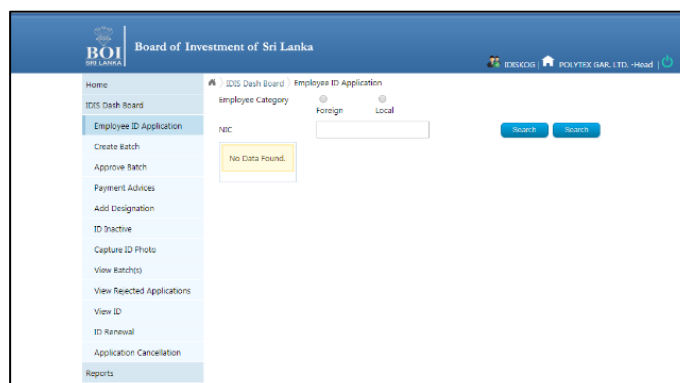 BOI
SRI LANKA
Board of Investment of Sri Lanka
IDISKOG | POLYTEX GAR. LTD. -Head |
Home
IDIS Dash Board
Employee ID Application
Create Batch
Approve Batch
Payment Advices
Add Designation
ID Inactive
Capture ID Photo
View Batch(s)
View Rejected Applications
View ID
ID Renewal
Application Cancellation
Reports
IDIS Dash Board Employee ID Application
Employee Category
Foreign Local
NIC
Search Search
No Data Found.